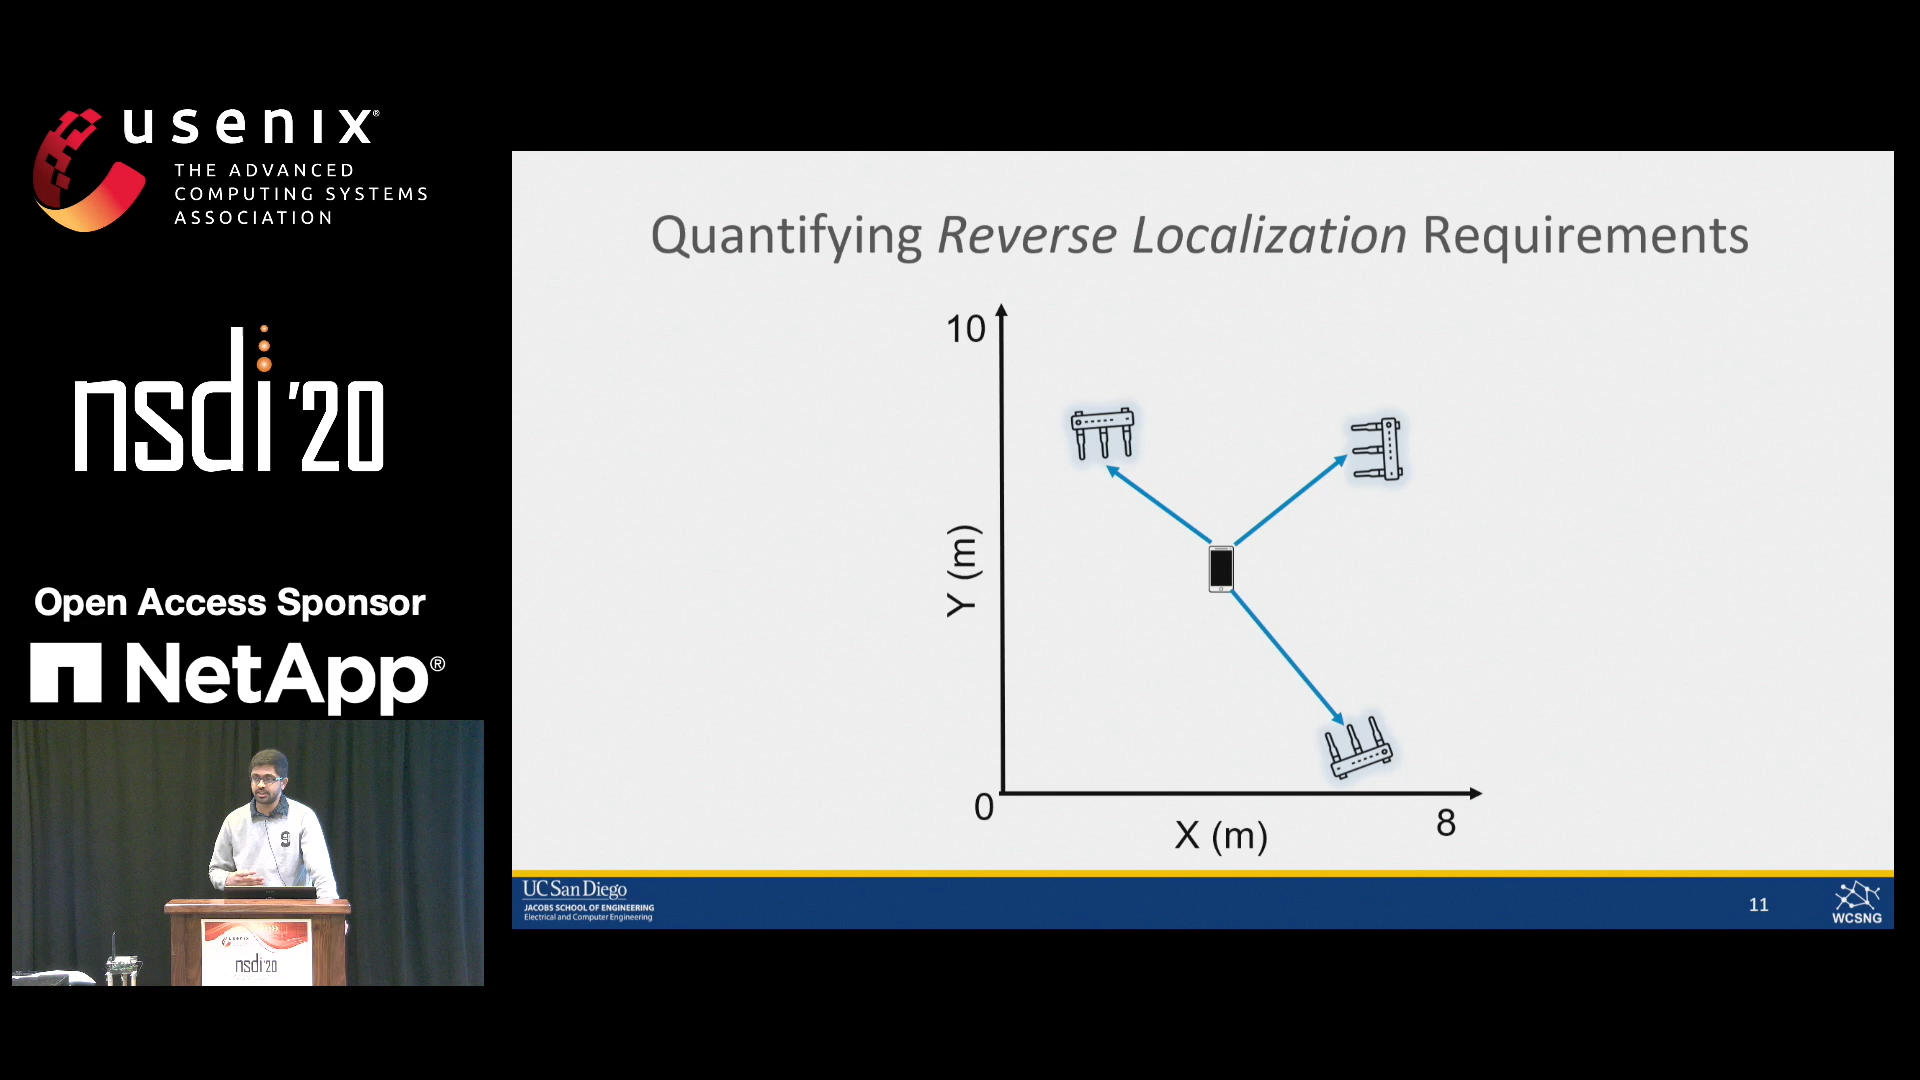 usenix®
THE ADVANCED
COMPUTING SYSTEMS
ASSOCIATION
nsdi '20
Open Access Sponsor
NetApp®
usenix
nsdi '20
Quantifying Reverse Localization Requirements
10
Y (m)
0
X (m)
8
UC San Diego
JACOBS SCHOOL OF ENGINEERING
Electrical and Computer Engineering
11
WCSNG